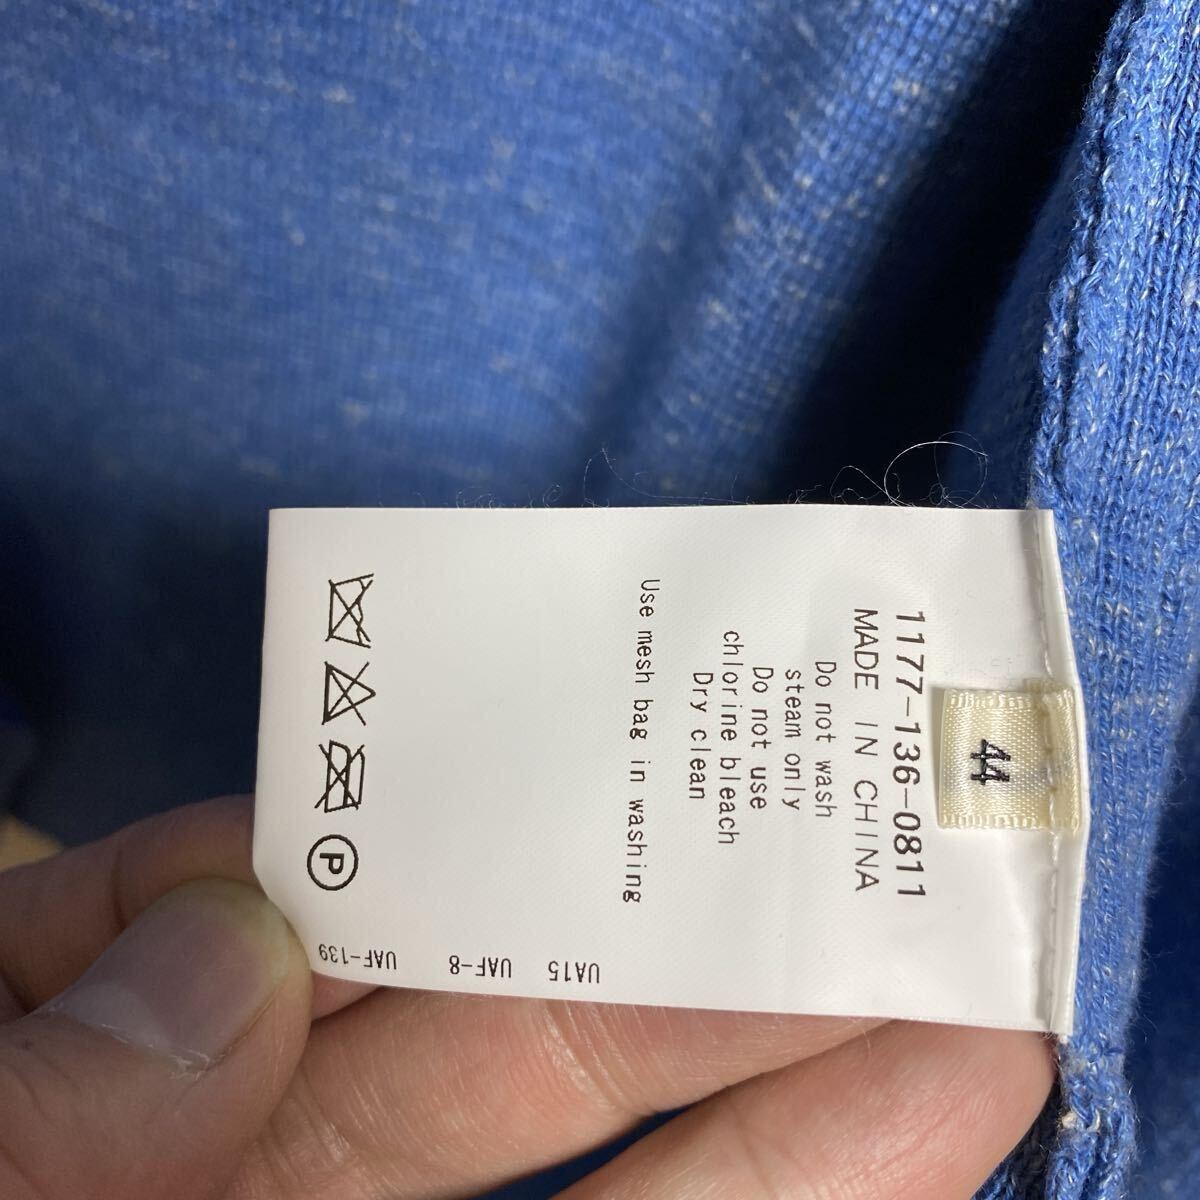 44
1177-136-0811
MADE IN CHINA
Do not wash
steam only
Do not use
chlorine bleach
Dry clean
Use mesh bag in washing
P
UA15 UAF-8 UAF-139